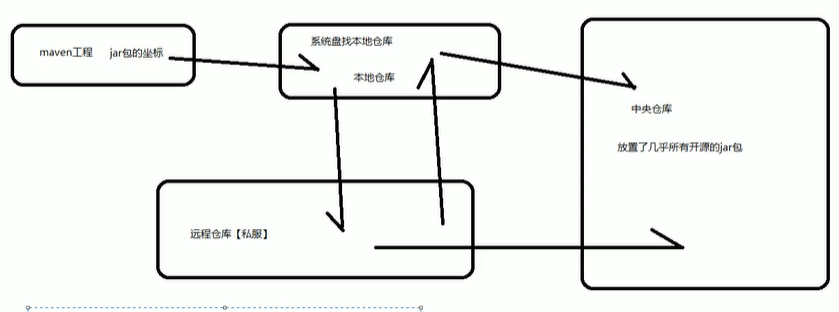 maven工程 jar包的坐标
系统盘找本地仓库
本地仓库
中央仓库
放置了几乎所有开源的jar包
远程仓库【私服】